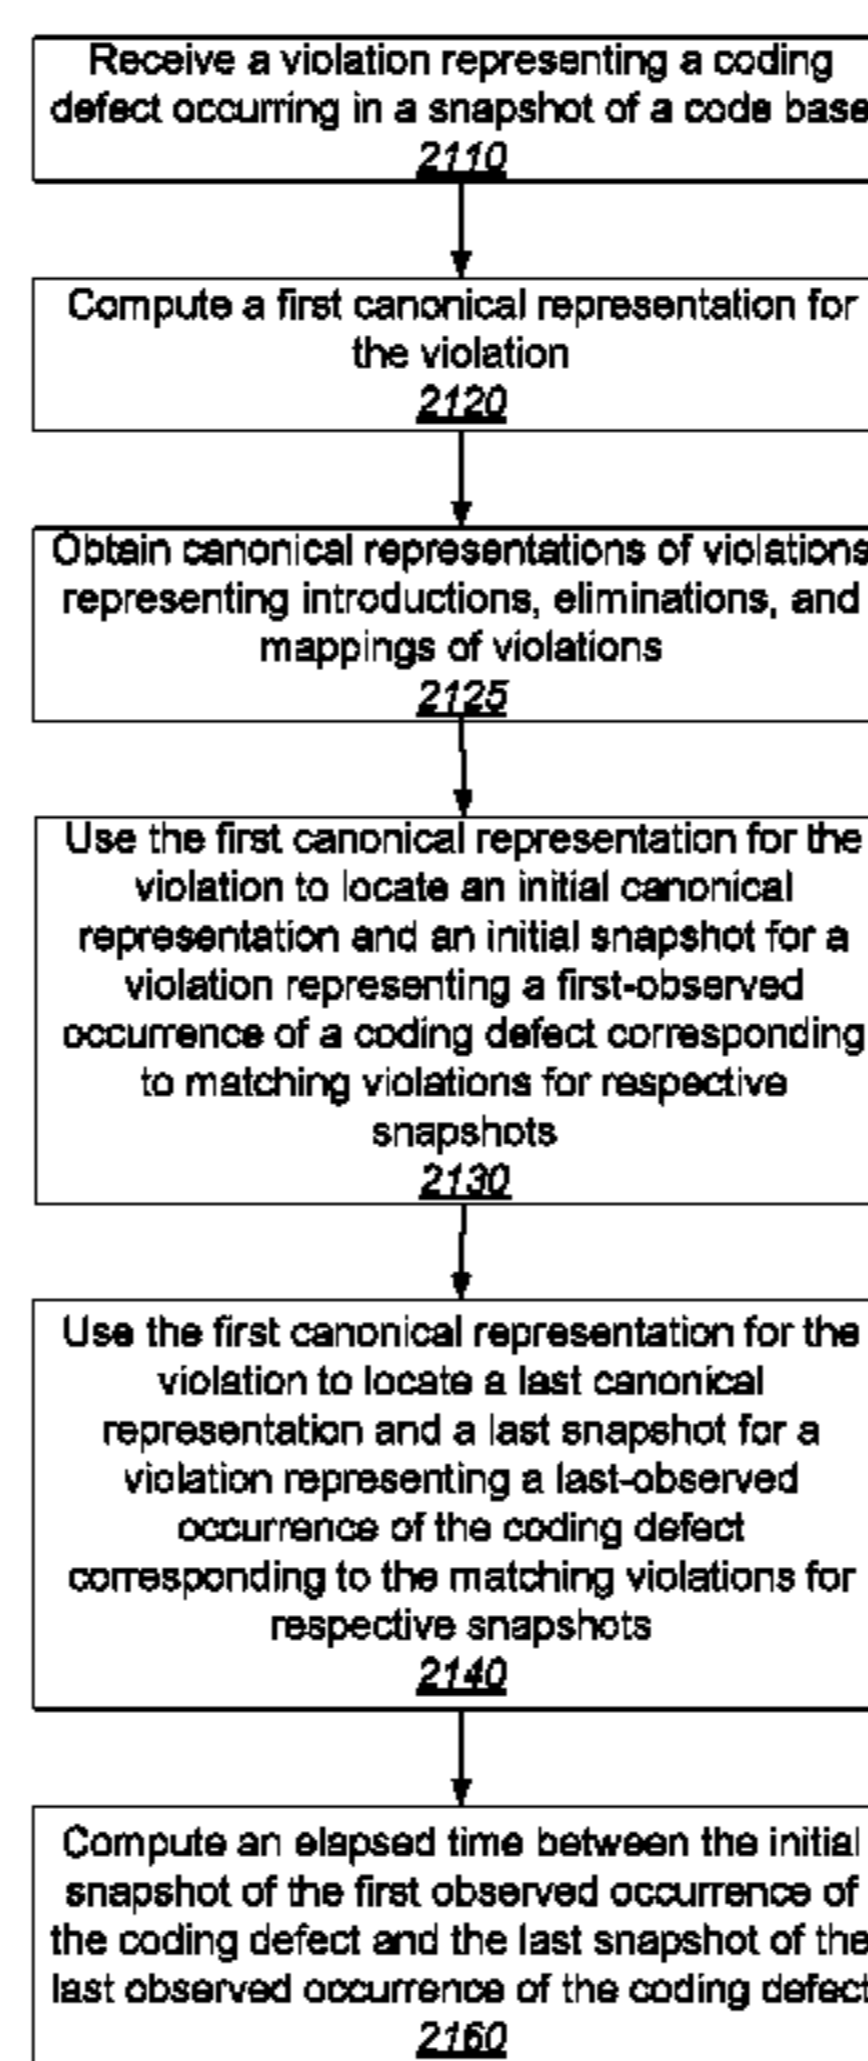 Receive a violation representing a coding
defect occurring in a snapshot of a code base
2110
Compute a first canonical representation for
the violation
2120
Obtain canonical representations of violations
representing introductions, eliminations, and
mappings of violations
2125
Use the first canonical representation for the
violation to locate an initial canonical
representation and an initial snapshot for a
violation representing a first-observed
occurrence of a coding defect corresponding
to matching violations for respective
snapshots
2130
Use the first canonical representation for the
violation to locate a last canonical
representation and a last snapshot for a
violation representing a last-observed
occurrence of the coding defect
corresponding to the matching violations for
respective snapshots
2140
Compute an elapsed time between the initial
snapshot of the first observed occurrence of
the coding defect and the last snapshot of the
last observed occurrence of the coding defect
2160